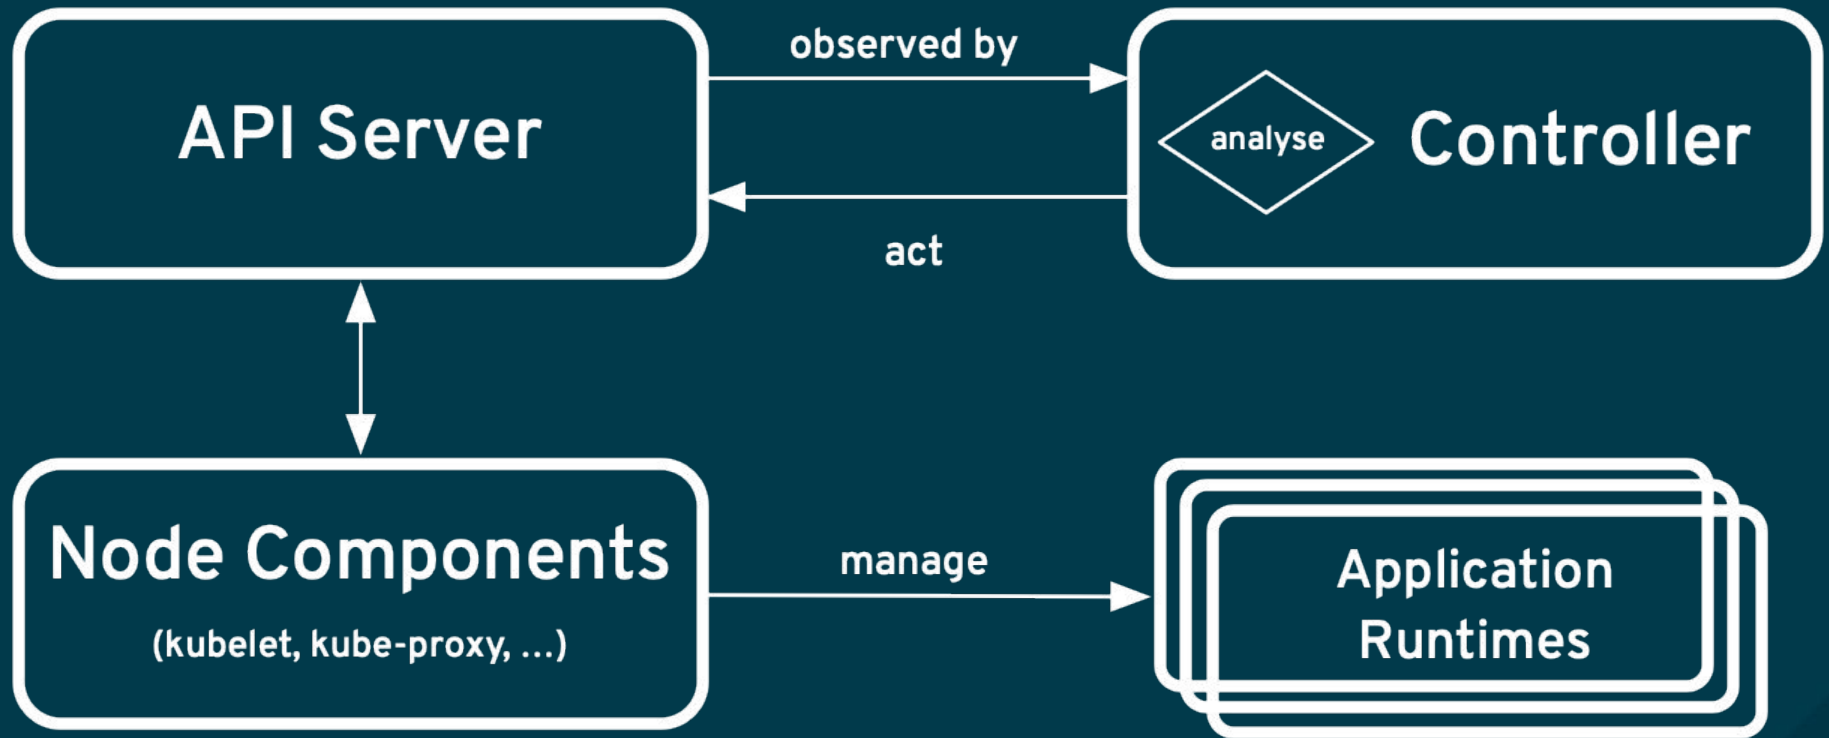 observed by
API Server
analyse
Controller
act
Node Components
(kubelet, kube-proxy, ...)
manage
Application
Runtimes